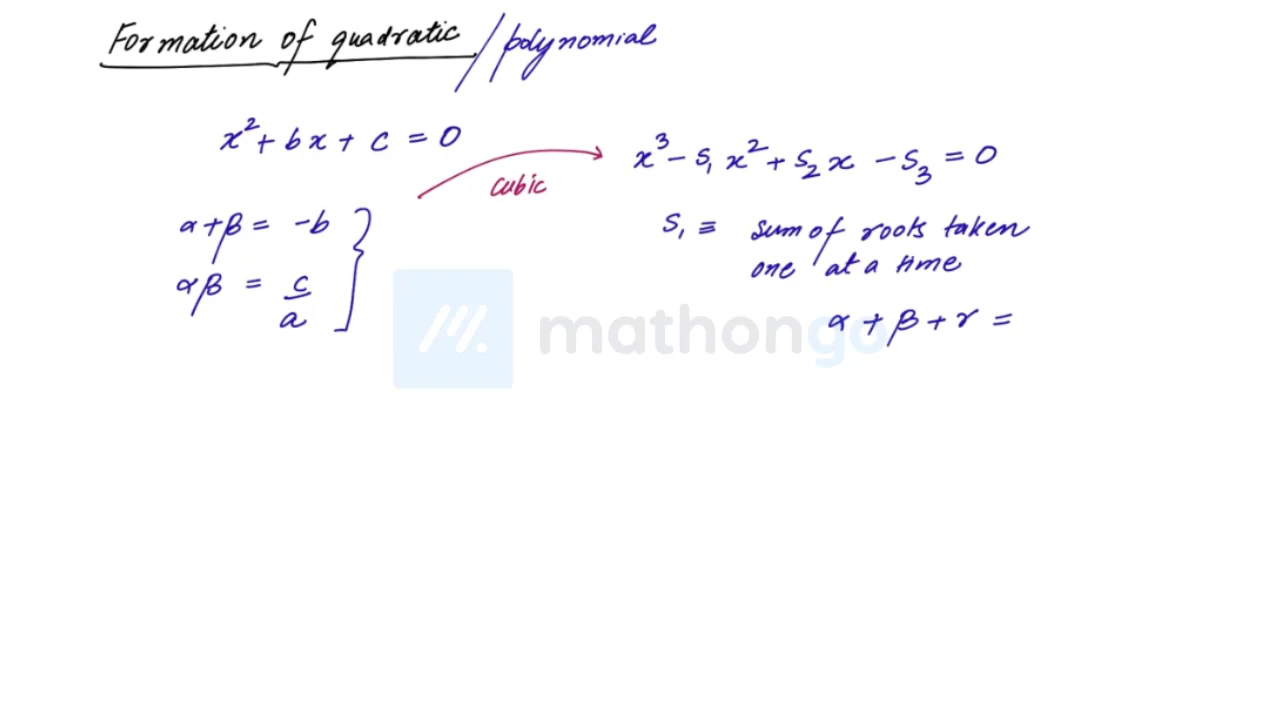 Formation of quadratic / polynomial
x² + bx + c = 0
α + β = -b
αβ = c/a
cubic
x³ - S₁x² + S₂x - S₃ = 0
S₁ ≡ sum of roots taken
one at a time
α + β + r =
mathongo